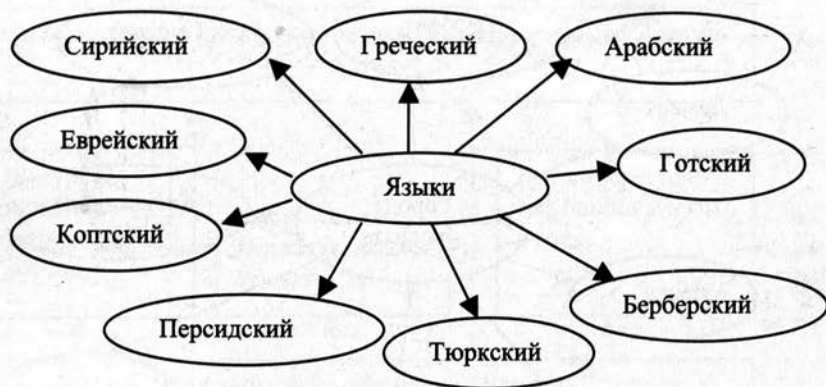 Сирийский
Греческий
Арабский
Еврейский
Языки
Готский
Коптский
Персидский
Тюркский
Берберский